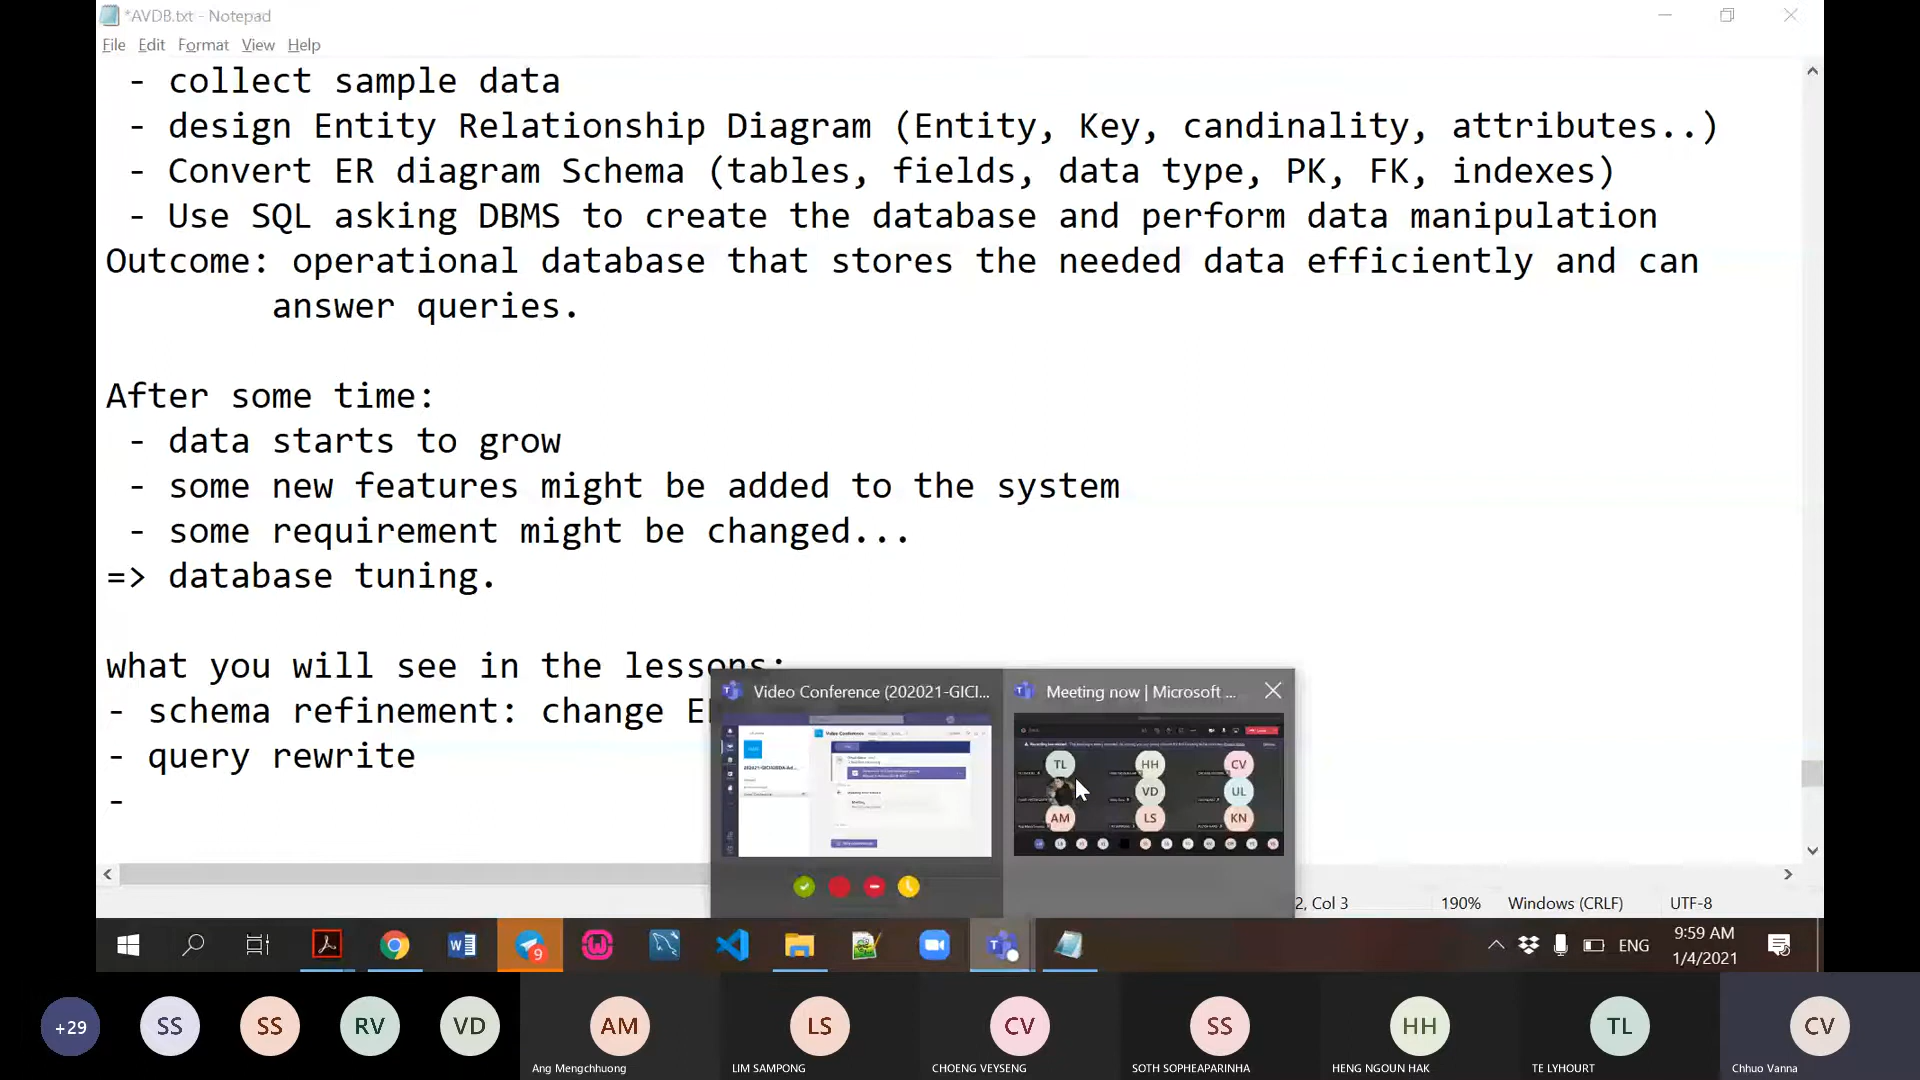 *AVDB.txt - Notepad
File Edit Format View Help
- collect sample data
- design Entity Relationship Diagram (Entity, Key, candinality, attributes..)
- Convert ER diagram Schema (tables, fields, data type, PK, FK, indexes)
- Use SQL asking DBMS to create the database and perform data manipulation
Outcome: operational database that stores the needed data efficiently and can
answer queries.
After some time:
- data starts to grow
- some new features might be added to the system
- some requirement might be changed...
=> database tuning.
what you will see in the lessons:
- schema refinement: change E
- query rewrite
-
Video Conference (202021-GICI...
Meeting now | Microsoft ...
TL HH CV
VD UL
AM LS KN
2, Col 3 190% Windows (CRLF) UTF-8
9
ENG
9:59 AM
1/4/2021
+29 SS SS RV VD AM LS CV SS HH TL CV
Ang Mengchhuong LIM SAMPONG CHOENG VEYSENG SOTH SOPHEAPARINHA HENG NGOUN HAK TE LYHOURT Chhuo Vanna